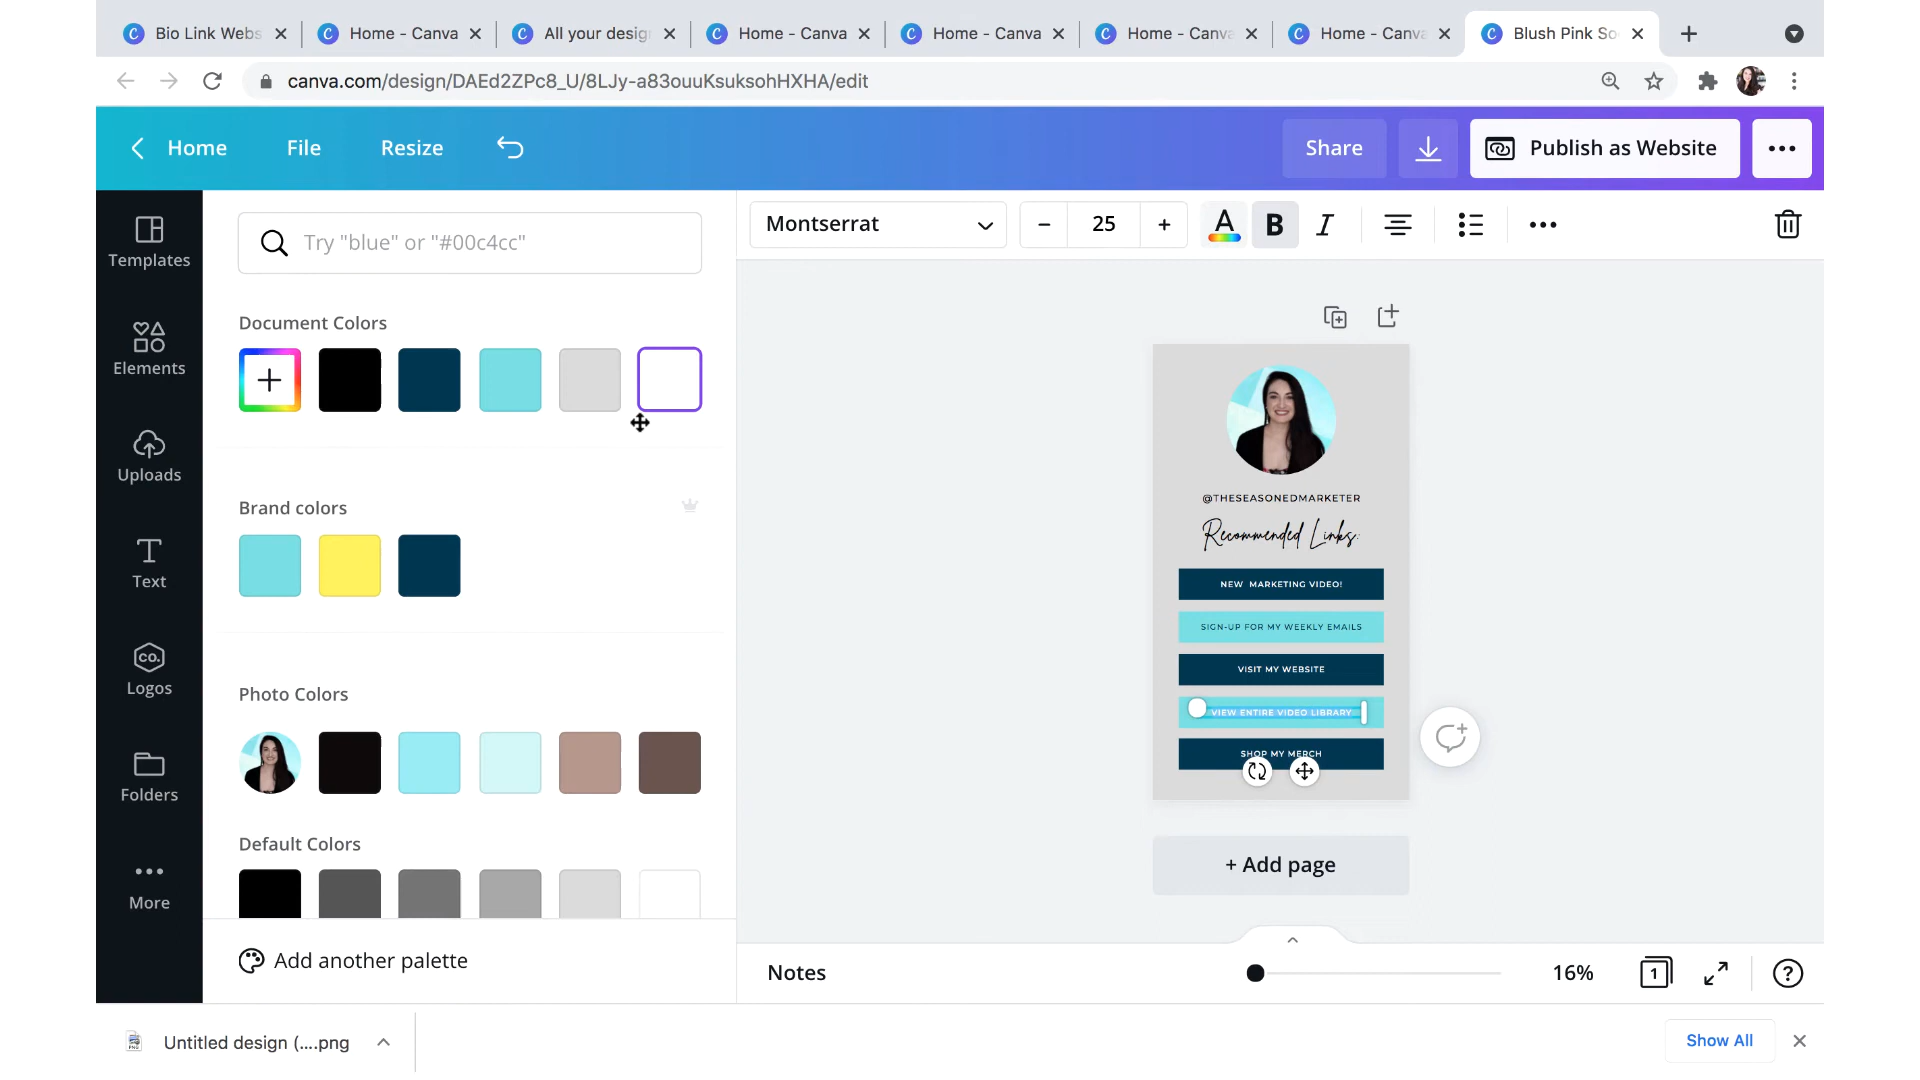 Bio Link Webs
Home - Canva
All your desig
Home - Canva
Home - Canva
Home - Canva
Home - Canva
Blush Pink So
canva.com/design/DAEd2ZPc8_U/8LJy-a83ouuKsuksohHXHA/edit
Home
File
Resize
Share
Publish as Website
Templates
Elements
Uploads
Text
CO.
Logos
Folders
More
Try "blue" or "#00c4cc"
Document Colors
Brand colors
Photo Colors
Default Colors
Add another palette
Montserrat
25
A
B
I
@THESEASONEDMARKETER
Recommended Links:
NEW MARKETING VIDEO!
SIGN-UP FOR MY WEEKLY EMAILS
VISIT MY WEBSITE
VIEW ENTIRE VIDEO LIBRARY
SHOP MY MERCH
+ Add page
Notes
16%
1
?
Untitled design (....png
Show All